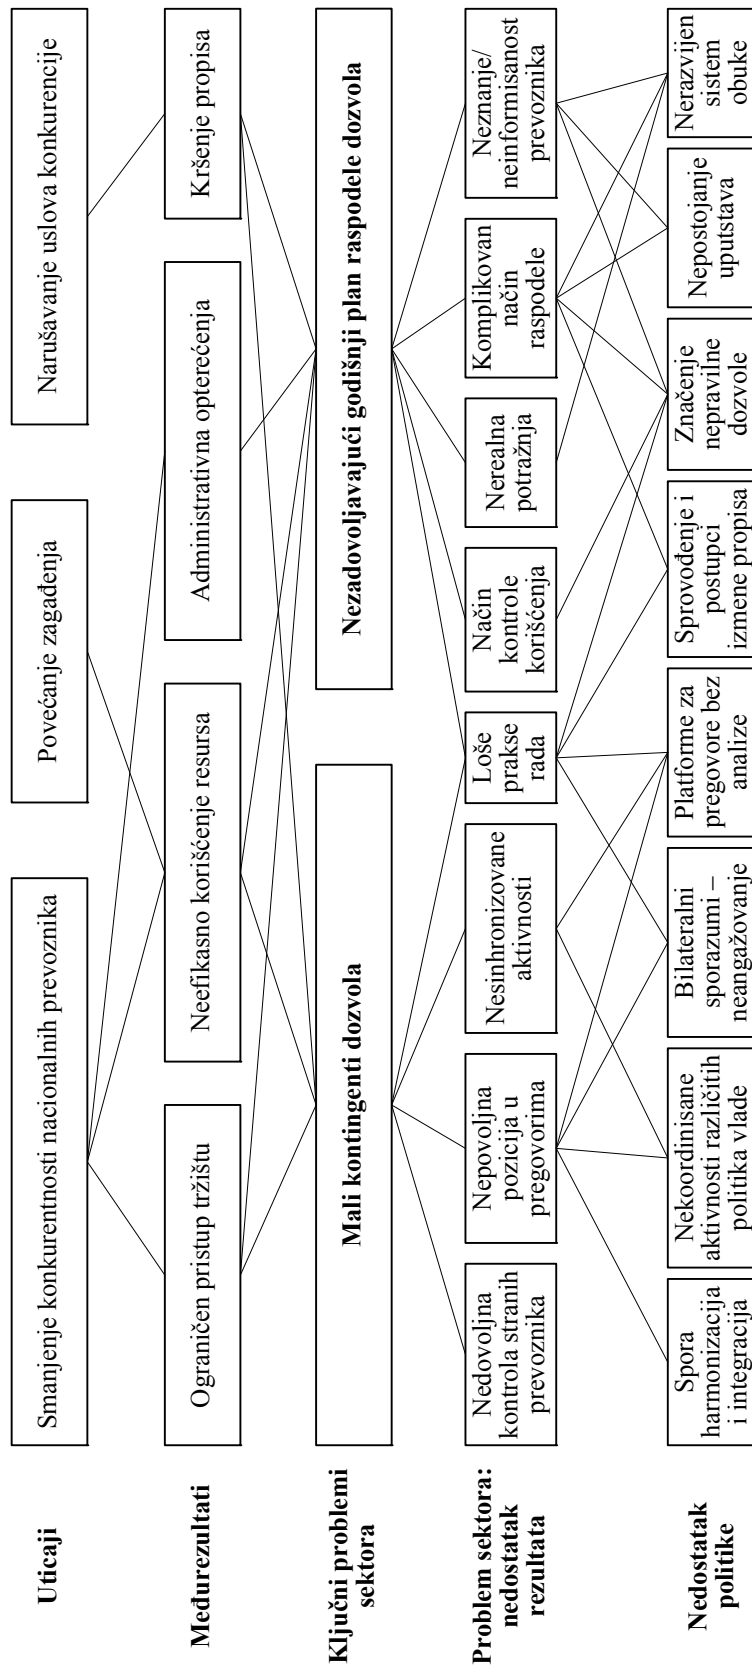 Uticaji
Smanjenje konkurentnosti nacionalnih prevoznika
Povećanje zagađenja
Narušavanje uslova konkurencije
Međurezultati
Ograničen pristup tržištu
Neefikasno korišćenje resursa
Administrativna opterećenja
Kršenje propisa
Ključni problemi
sektora
Mali kontingenti dozvola
Nezadovoljavajući godišnji plan raspodele dozvola
Problem sektora:
nedostatak
rezultata
Nedovoljna
kontrola stranih
prevoznika
Nepovoljna
pozicija u
pregovorima
Nesinhronizovane
aktivnosti
Loše
prakse
rada
Način
kontrole
korišćenja
Nerealna
potražnja
Komplikovan
način
raspodele
Neznanje/
neinformisanost
prevoznika
Nedostatak
politike
Spora
harmonizacija
i integracija
Nekoordinisane
aktivnosti različitih
politika vlade
Bilateralni
sporazumi –
neangažovanje
Platforme za
pregovore bez
analize
Sprovođenje i
postupci
izmene propisa
Značenje
nepravilne
dozvole
Nepostojanje
uputstava
Nerazvijen
sistem
obuke